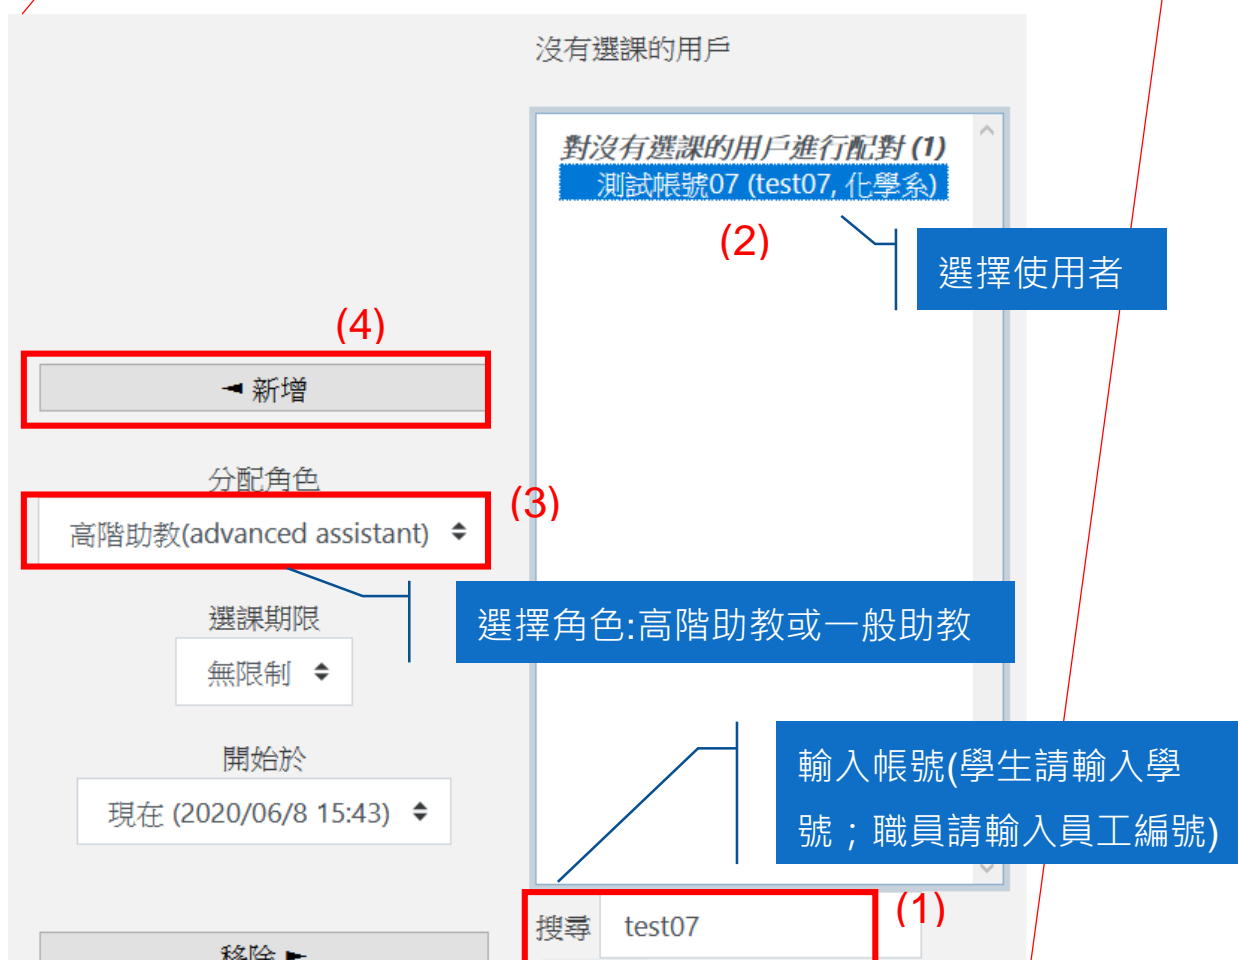 沒有選課的用戶
對沒有選課的用戶進行配對 (1)
測試帳號07 (test07, 化學系)
(2)
選擇使用者
(4)
新增
分配角色
(3)
高階助教(advanced assistant)
選擇角色:高階助教或一般助教
選課期限
無限制
開始於
現在 (2020/06/8 15:43)
輸入帳號(學生請輸入學
號；職員請輸入員工編號)
(1)
搜尋 test07
移除